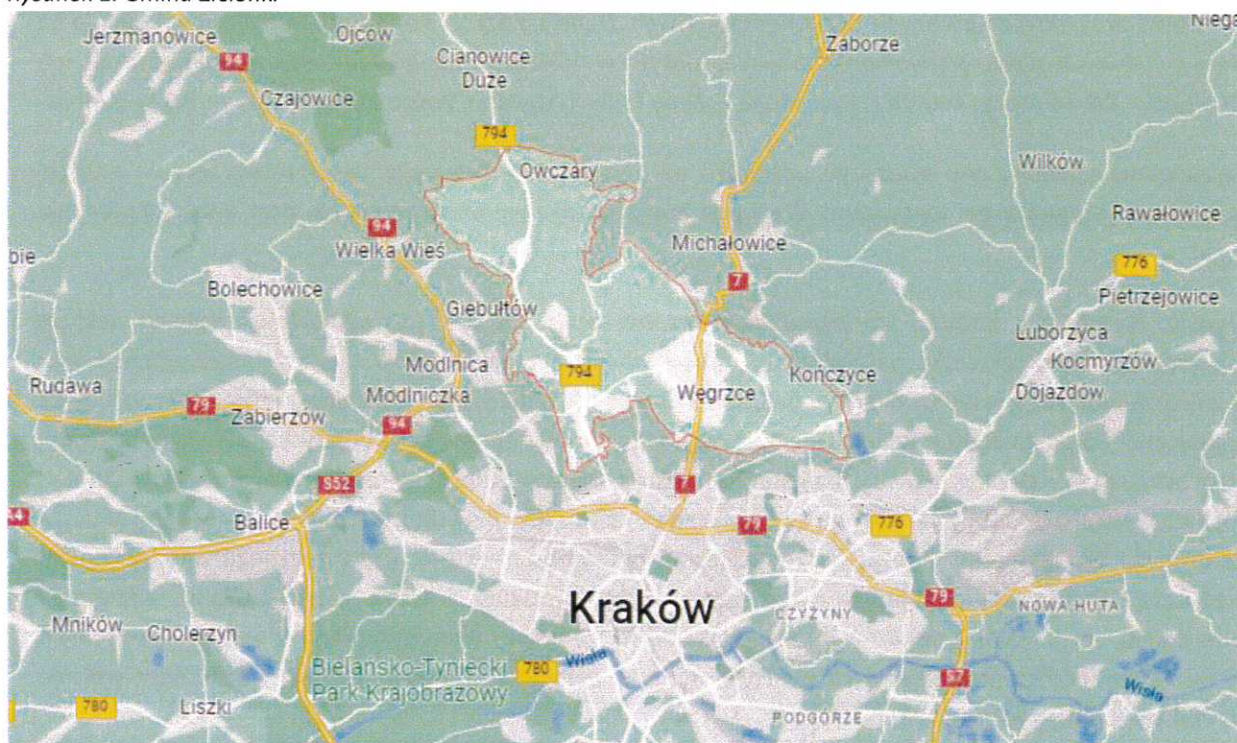 Jerzmanowice
Ojców
Cianowice
Duże
Zaborze
94
Czajowice
794
Owczary
Wilków
94
Wielka Wieś
Michałowice
Rawałowice
bie
776
Bolechowice
7
Pietrzejowice
Giebułtów
Luborzyca
Modlnica
Kocmyrzów
794
Kończyce
Rudawa
Węgrzce
Dojazdów
79
Modlniczka
Zabierzów
94
S52
7
Balice
79
776
Kraków
79
CZYŻYNY
NOWA HUTA
Mników
Cholerzyn
Bielańsko-Tyniecki
Park Krajobrazowy
780
Wisła
S7
Wisła
780
Liszki
PODGÓRZE